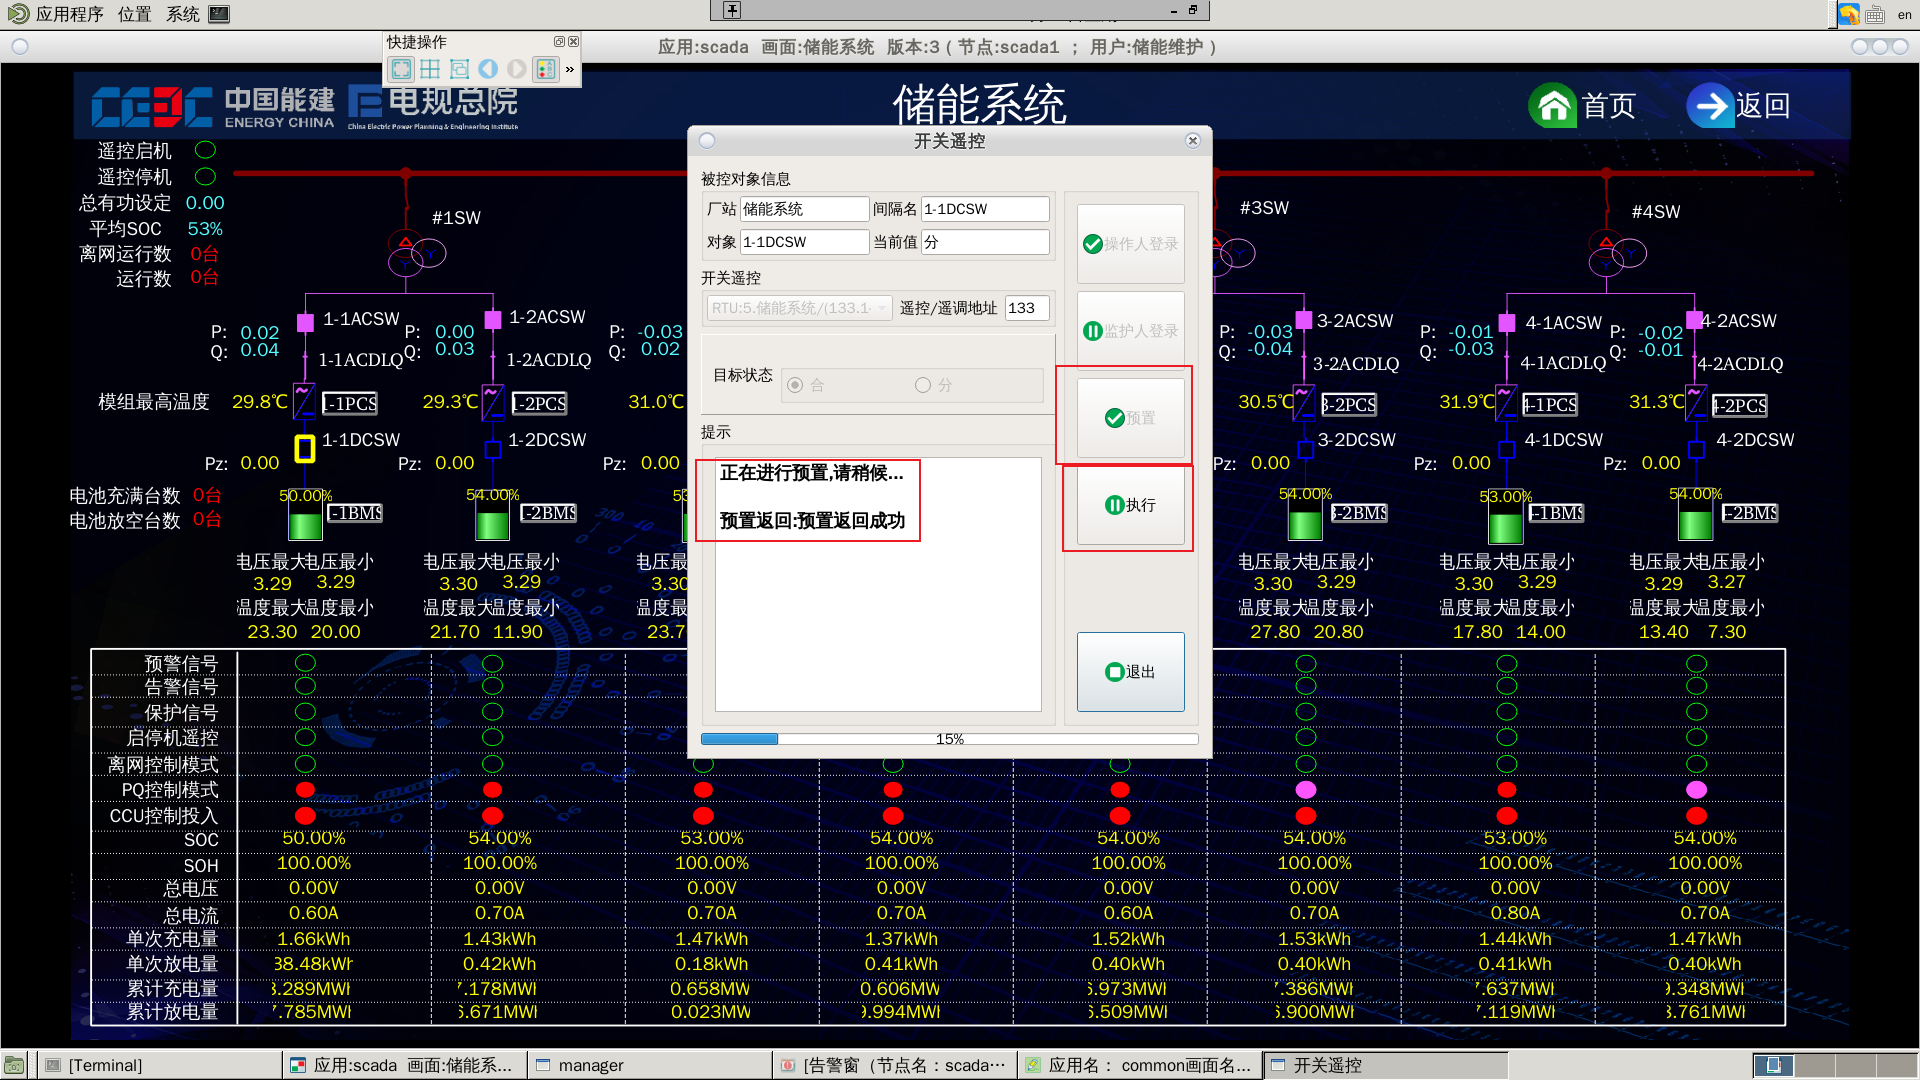 应用程序 位置 系统
en
快捷操作
»
应用:scada 画面:储能系统 版本:3 ( 节点:scada1 ; 用户:储能维护 )
CEEC 中国能建 ENERGY CHINA
电规总院
China Electric Power Planning & Engineering Institute
储能系统
首页 返回
遥控启机
遥控停机
总有功设定 0.00
平均SOC 53%
离网运行数 0台
运行数 0台
#1SW #3SW #4SW
1-1ACSW 1-2ACSW 3-2ACSW 4-1ACSW 4-2ACSW
P: 0.02 P: 0.00 P: -0.03 P: -0.03 P: -0.01 P: -0.02
Q: 0.04 Q: 0.03 Q: 0.02 Q: -0.04 Q: -0.03 Q: -0.01
1-1ACDLQ 1-2ACDLQ 3-2ACDLQ 4-1ACDLQ 4-2ACDLQ
模组最高温度 29.8℃ 29.3℃ 31.0℃ 30.5℃ 31.9℃ 31.3℃
1-1PCS 1-2PCS 3-2PCS 4-1PCS 4-2PCS
1-1DCSW 1-2DCSW 3-2DCSW 4-1DCSW 4-2DCSW
Pz: 0.00 Pz: 0.00 Pz: 0.00 Pz: 0.00 Pz: 0.00 Pz: 0.00
电池充满台数 0台
电池放空台数 0台
50.00% 54.00% 54.00% 53.00% 54.00%
-1BMS -2BMS 3-2BMS -1BMS -2BMS
电压最大 电压最小 电压最大 电压最小 电压最 电压最大 电压最小 电压最大 电压最小 电压最大 电压最小
3.29 3.29 3.30 3.29 3.30 3.30 3.29 3.30 3.29 3.29 3.27
温度最大 温度最小 温度最大 温度最小 温度最 温度最大 温度最小 温度最大 温度最小 温度最大 温度最小
23.30 20.00 21.70 11.90 23.7 27.80 20.80 17.80 14.00 13.40 7.30
开关遥控
被控对象信息
厂站 储能系统 间隔名 1-1DCSW
对象 1-1DCSW 当前值 分
开关遥控
RTU:5.储能系统/(133.1 遥控/遥调地址 133
目标状态 合 分
提示
正在进行预置,请稍候...
预置返回:预置返回成功
操作人登录
监护人登录
预置
执行
退出
15%
预警信号
告警信号
保护信号
启停机遥控
离网控制模式
PQ控制模式
CCU控制投入
SOC 50.00% 54.00% 53.00% 54.00% 54.00% 54.00% 53.00% 54.00%
SOH 100.00% 100.00% 100.00% 100.00% 100.00% 100.00% 100.00% 100.00%
总电压 0.00V 0.00V 0.00V 0.00V 0.00V 0.00V 0.00V 0.00V
总电流 0.60A 0.70A 0.70A 0.70A 0.60A 0.70A 0.80A 0.70A
单次充电量 1.66kWh 1.43kWh 1.47kWh 1.37kWh 1.52kWh 1.53kWh 1.44kWh 1.47kWh
单次放电量 38.48kWh 0.42kWh 0.18kWh 0.41kWh 0.40kWh 0.40kWh 0.41kWh 0.40kWh
累计充电量 .289MWh .178MWh 0.658MW 0.606MW .973MWh .386MWh .637MWh .348MWh
累计放电量 .785MWh .671MWh 0.023MW .994MWh .509MWh .900MWh .119MWh .761MWh
[Terminal] 应用:scada 画面:储能系... manager [告警窗（节点名：scada… 应用名： common画面名... 开关遥控